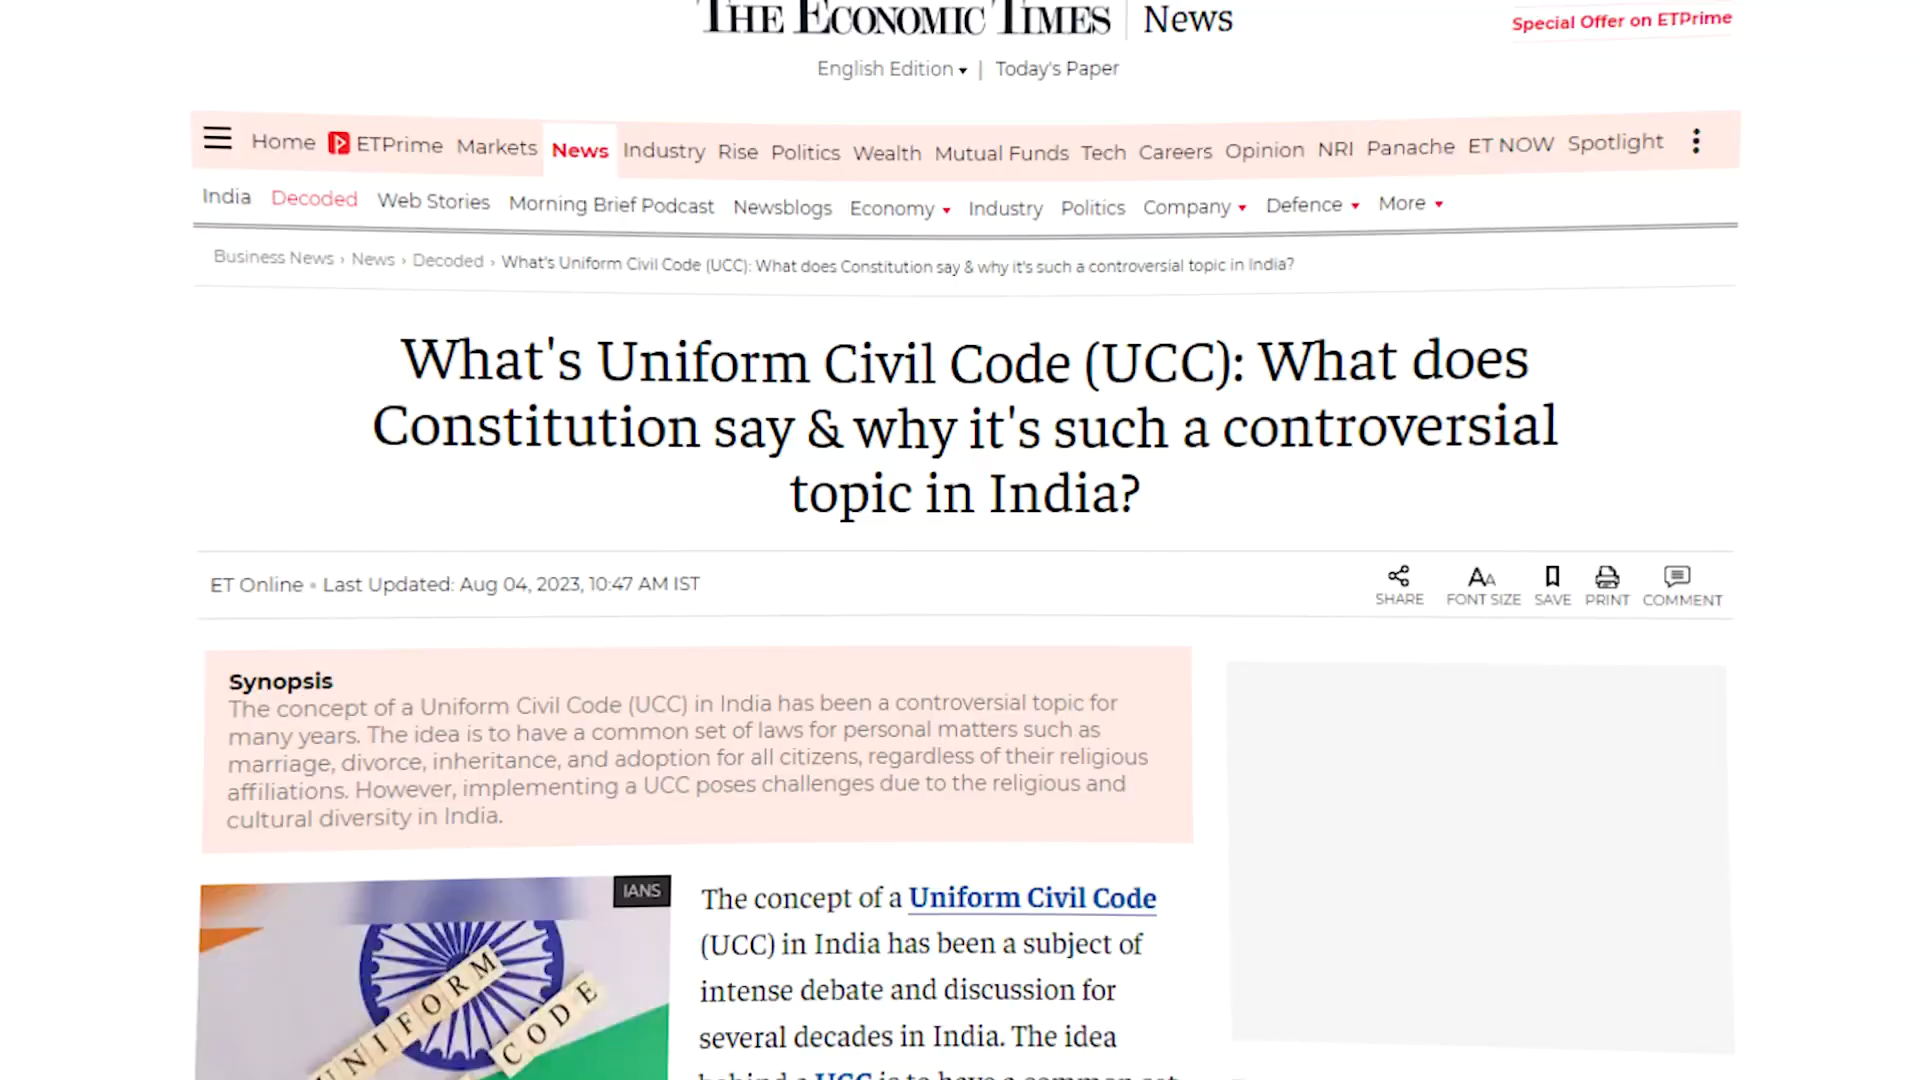 THE ECONOMIC TIMES | News
Special Offer on ETPrime
English Edition | Today's Paper
Home ETPrime Markets News Industry Rise Politics Wealth Mutual Funds Tech Careers Opinion NRI Panache ET NOW Spotlight
India Decoded Web Stories Morning Brief Podcast Newsblogs Economy Industry Politics Company Defence More
Business News › News › Decoded › What's Uniform Civil Code (UCC): What does Constitution say & why it's such a controversial topic in India?
What's Uniform Civil Code (UCC): What does
Constitution say & why it's such a controversial
topic in India?
ET Online • Last Updated: Aug 04, 2023, 10:47 AM IST
SHARE FONT SIZE SAVE PRINT COMMENT
Synopsis
The concept of a Uniform Civil Code (UCC) in India has been a controversial topic for
many years. The idea is to have a common set of laws for personal matters such as
marriage, divorce, inheritance, and adoption for all citizens, regardless of their religious
affiliations. However, implementing a UCC poses challenges due to the religious and
cultural diversity in India.
IANS
UNIFORM
CODE
The concept of a Uniform Civil Code
(UCC) in India has been a subject of
intense debate and discussion for
several decades in India. The idea
behind a UCC is to have a common set